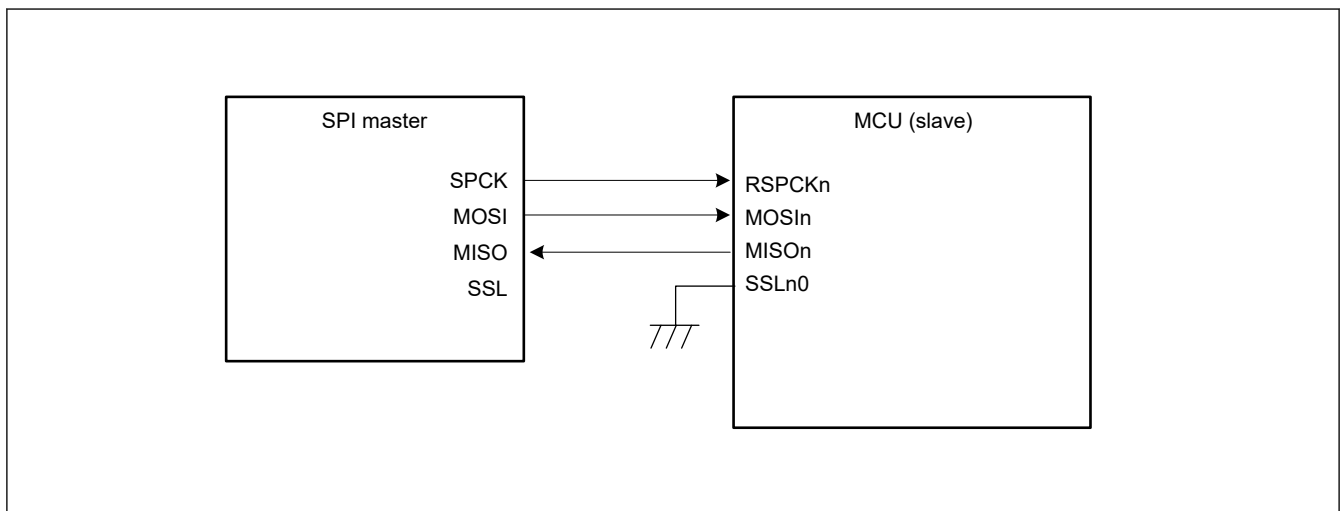 SPI master
SPCK
MOSI
MISO
SSL
MCU (slave)
RSPCKn
MOSIn
MISOn
SSLn0